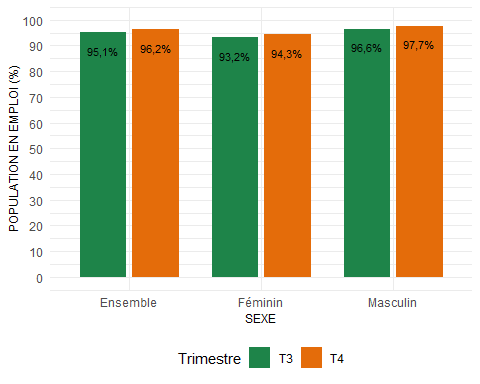 POPULATION EN EMPLOI (%)
100
90
80
70
60
50
40
30
20
10
0
95,1%
96,2%
93,2%
94,3%
96,6%
97,7%
Ensemble
Féminin
Masculin
SEXE
Trimestre
T3
T4